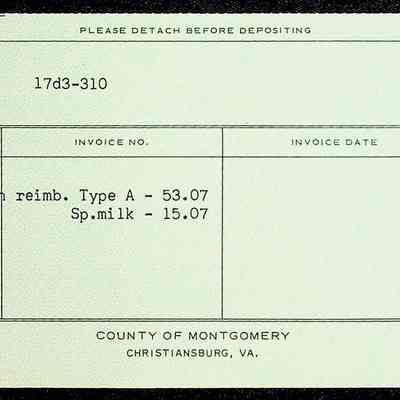 PLEASE DETACH BEFORE DEPOSITING
17d3-310
INVOICE NO. INVOICE DATE
reimb. Type A - 53.07
Sp.milk - 15.07
COUNTY OF MONTGOMERY
CHRISTIANSBURG, VA.